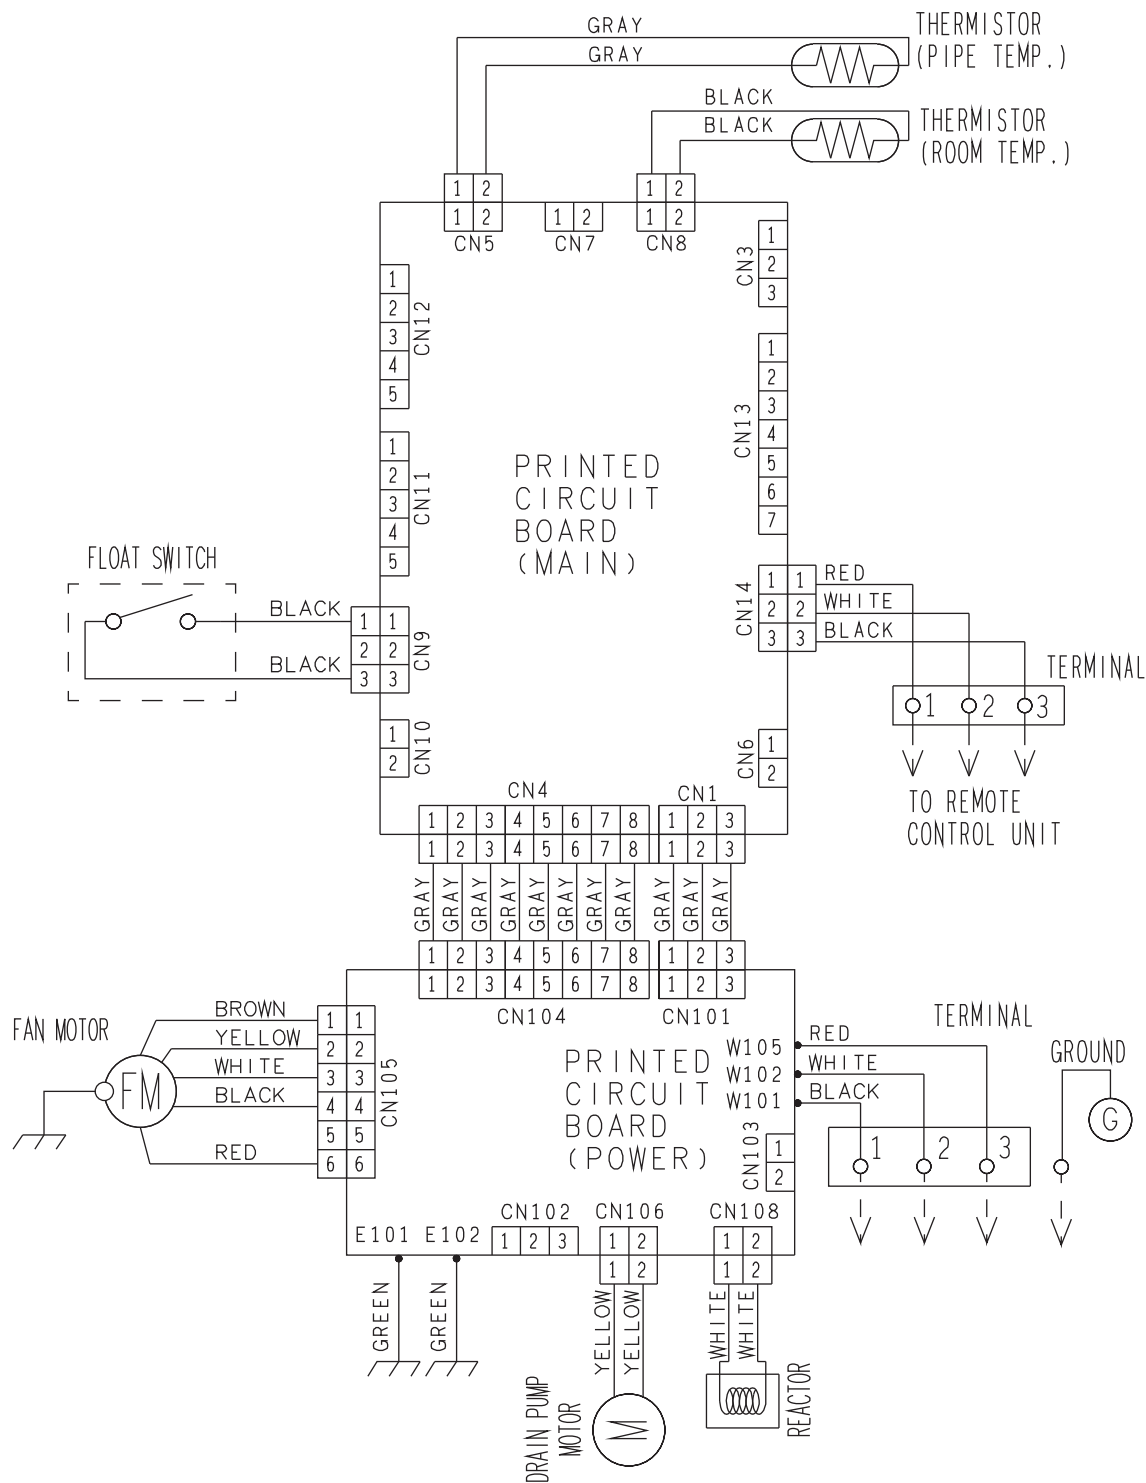 GRAY
THERMISTOR
(PIPE TEMP.)
GRAY
BLACK
THERMISTOR
(ROOM TEMP.)
BLACK
1 2
1 2
CN5
1 2
CN7
1 2
1 2
CN8
1
2
3
CN3
1
2
3
4
5
CN12
1
2
3
4
5
6
7
CN13
1
2
3
4
5
CN11
PRINTED
CIRCUIT
BOARD
(MAIN)
FLOAT SWITCH
BLACK
BLACK
1 1
2 2
3 3
CN9
CN14
1 1
2 2
3 3
RED
WHITE
BLACK
TERMINAL
1 2 3
TO REMOTE
CONTROL UNIT
1
2
CN10
CN6
1
2
CN4
1 2 3 4 5 6 7 8
1 2 3 4 5 6 7 8
CN1
1 2 3
1 2 3
GRAY
GRAY
GRAY
GRAY
GRAY
GRAY
GRAY
GRAY
GRAY
GRAY
GRAY
1 2 3 4 5 6 7 8
1 2 3 4 5 6 7 8
CN104
1 2 3
1 2 3
CN101
FAN MOTOR
FM
BROWN
YELLOW
WHITE
BLACK
RED
1 1
2 2
3 3
4 4
5 5
6 6
CN105
PRINTED
CIRCUIT
BOARD
(POWER)
W105
W102
W101
RED
WHITE
BLACK
TERMINAL
1 2 3
GROUND
G
CN103
1
2
E101 E102
GREEN
GREEN
CN102
1 2 3
CN106
1 2
1 2
YELLOW
YELLOW
DRAIN PUMP
MOTOR
M
CN108
1 2
1 2
WHITE
WHITE
REACTOR